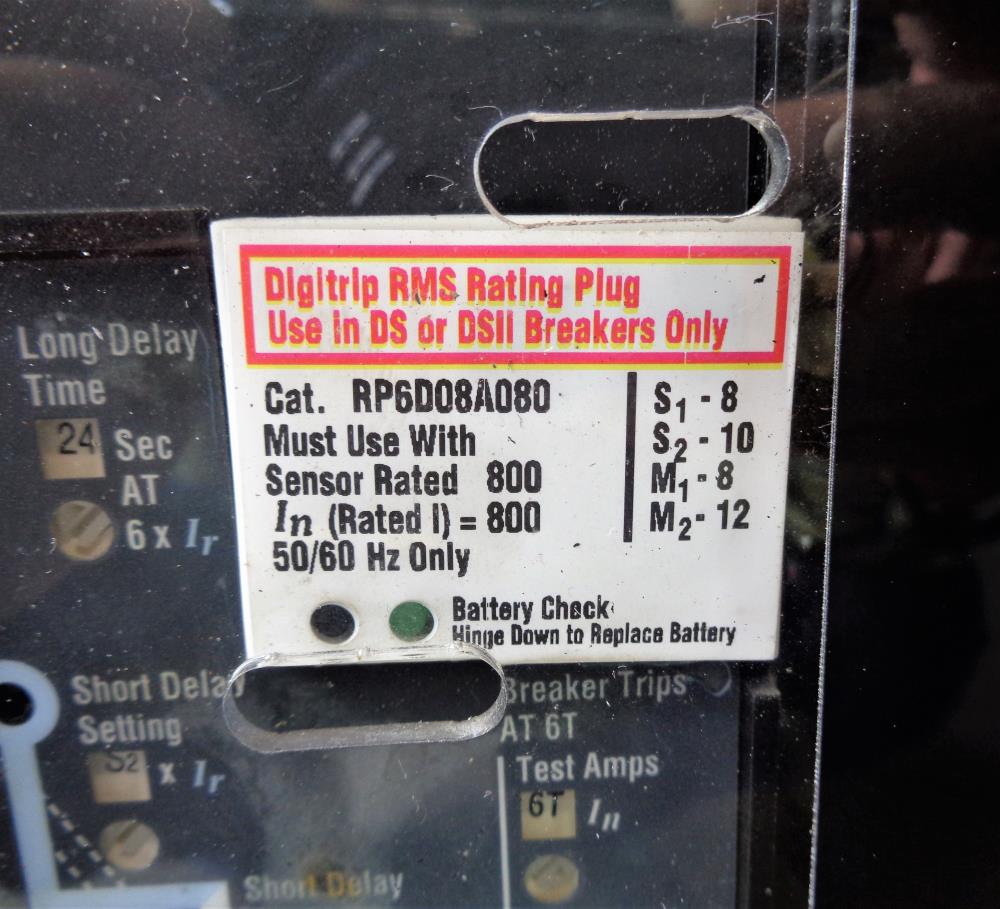 Digitrip RMS Rating Plug
Use in DS or DSII Breakers Only
Cat. RP6D08A080
Must Use With
Sensor Rated 800
In (Rated I) = 800
50/60 Hz Only
S1 - 8
S2 - 10
M1 - 8
M2 - 12
Battery Check
Hinge Down to Replace Battery
Long Delay
Time
24 Sec
AT
6 x Ir
Short Delay
Setting
S2 x Ir
Short Delay
Breaker Trips
AT 6T
Test Amps
6T In